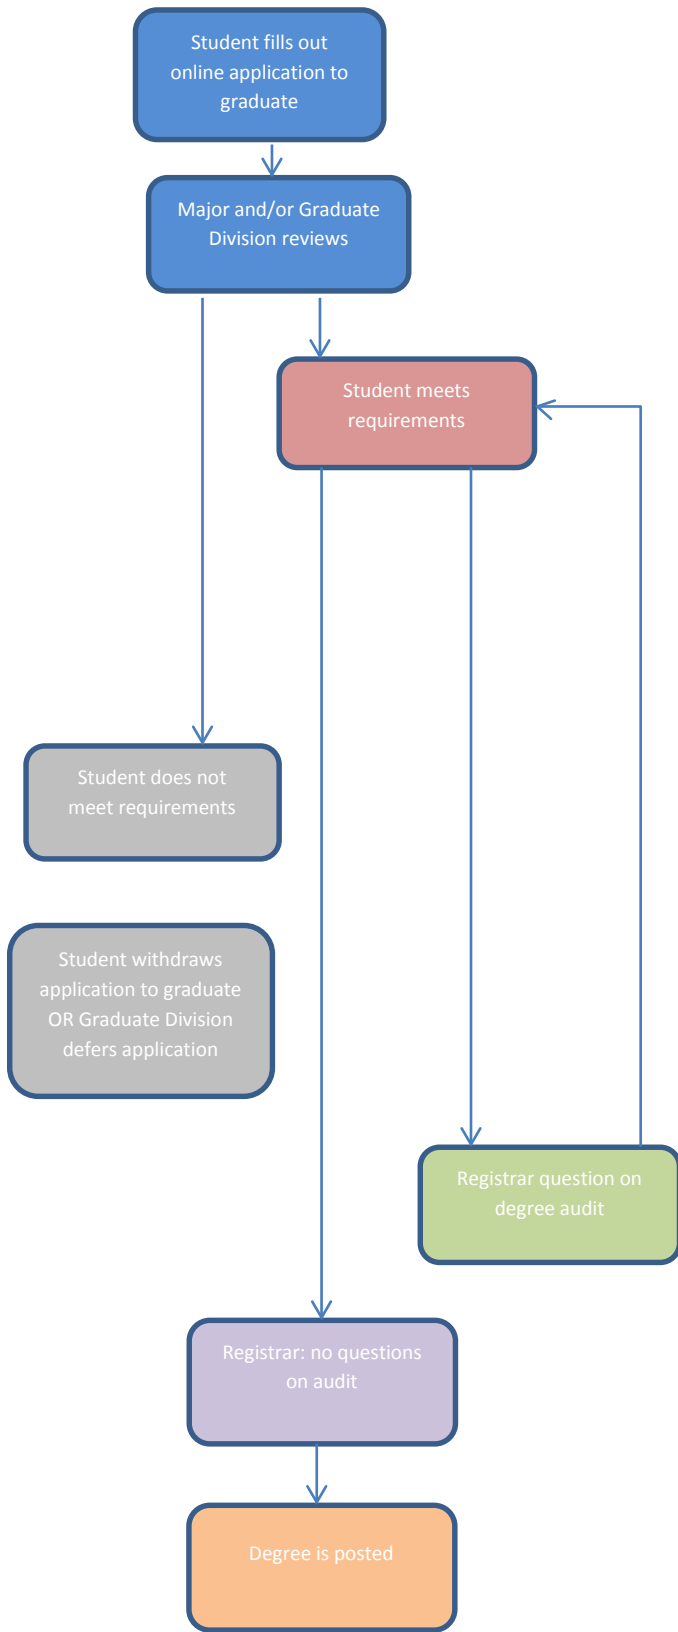 Student fills out
online application to
graduate
Major and/or Graduate
Division reviews
Student meets
requirements
Student does not
meet requirements
Student withdraws
application to graduate
OR Graduate Division
defers application
Registrar question on
degree audit
Registrar: no questions
on audit
Degree is posted